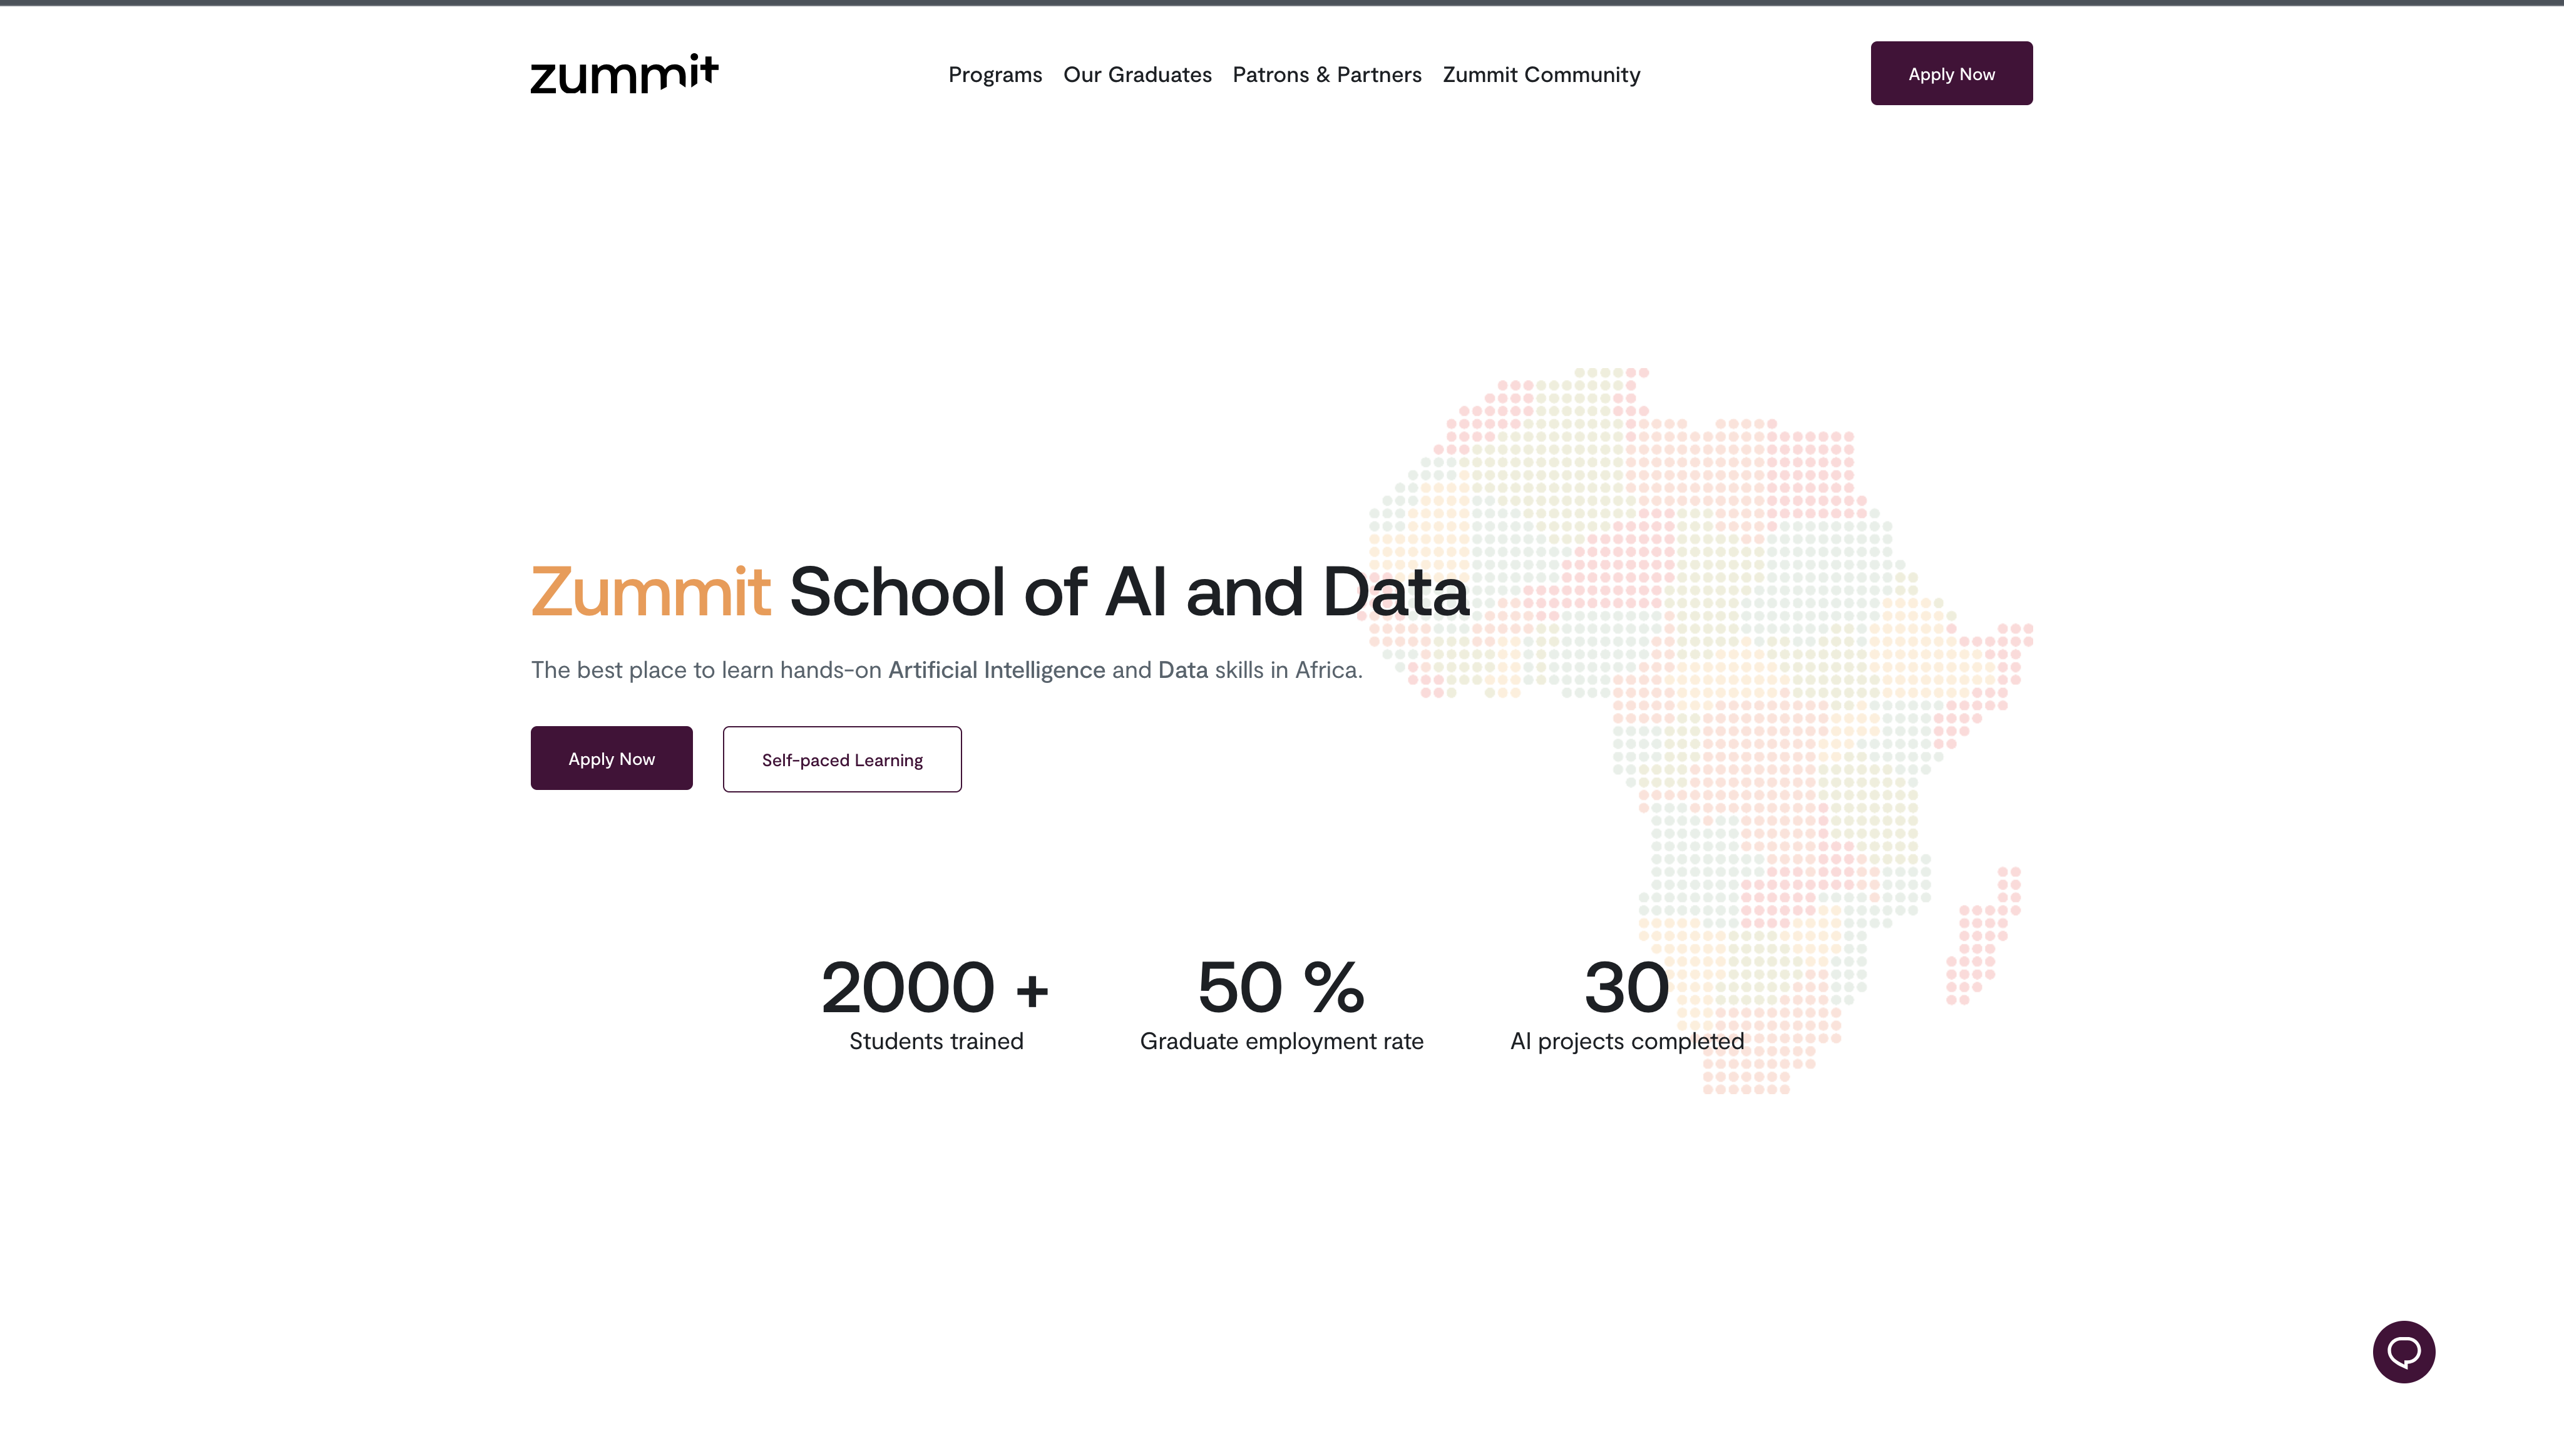 zummit
Programs
Our Graduates
Patrons & Partners
Zummit Community
Apply Now
Zummit School of AI and Data
The best place to learn hands-on Artificial Intelligence and Data skills in Africa.
Apply Now
Self-paced Learning
2000 +
Students trained
50 %
Graduate employment rate
30
AI projects completed